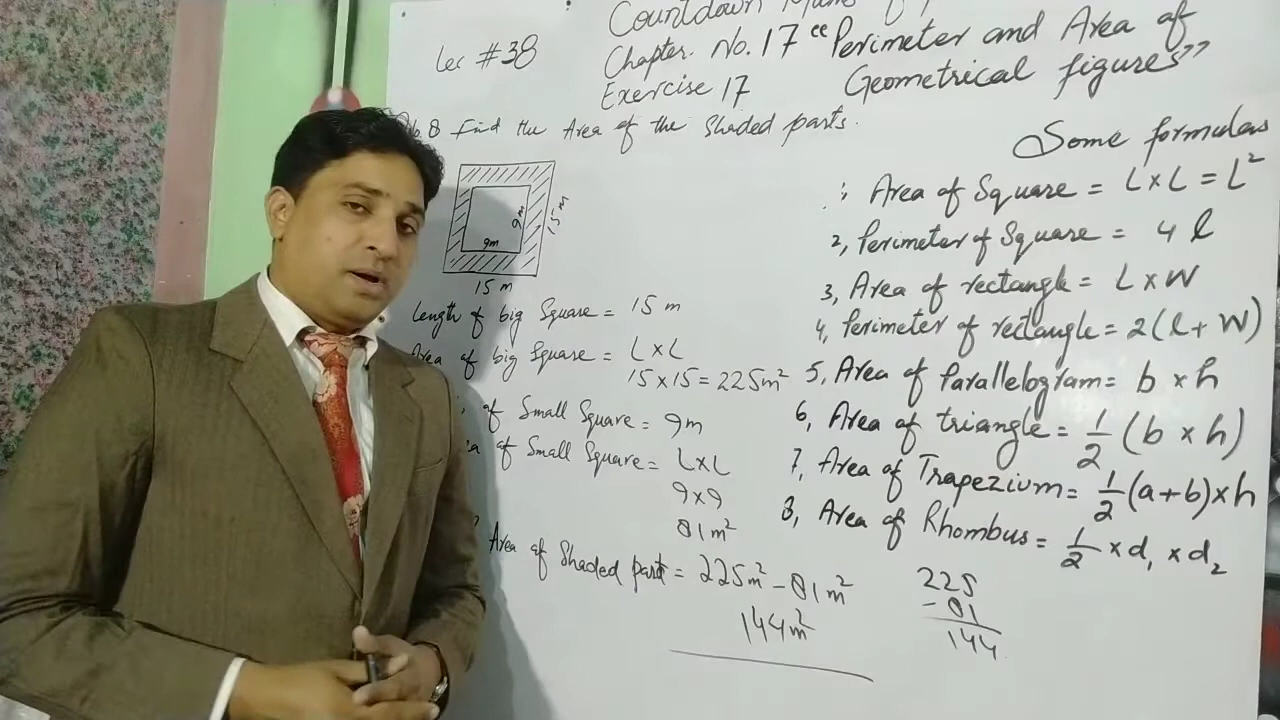 Lec #38
Countdown Maths
Chapter. No. 17 "Perimeter and Area of
Geometrical figures"
Exercise 17
8 Find the Area of the Shaded parts.
9m
9m
15m
15 m
Length of big Square = 15 m
Area of big Square = L×L
15×15=225m²
of Small Square = 9m
of Small Square = L×L
9×9
81m²
Area of Shaded part = 225m² - 81m²
144m²
225
-81
144
Some formulas
Area of Square = L×L = L²
2, Perimeter of Square = 4 l
3, Area of rectangle = L×W
4, Perimeter of rectangle = 2(l+W)
5, Area of Parallelogram = b×h
6, Area of triangle = 1/2 (b×h)
7, Area of Trapezium = 1/2 (a+b)×h
8, Area of Rhombus = 1/2 ×d₁ ×d₂